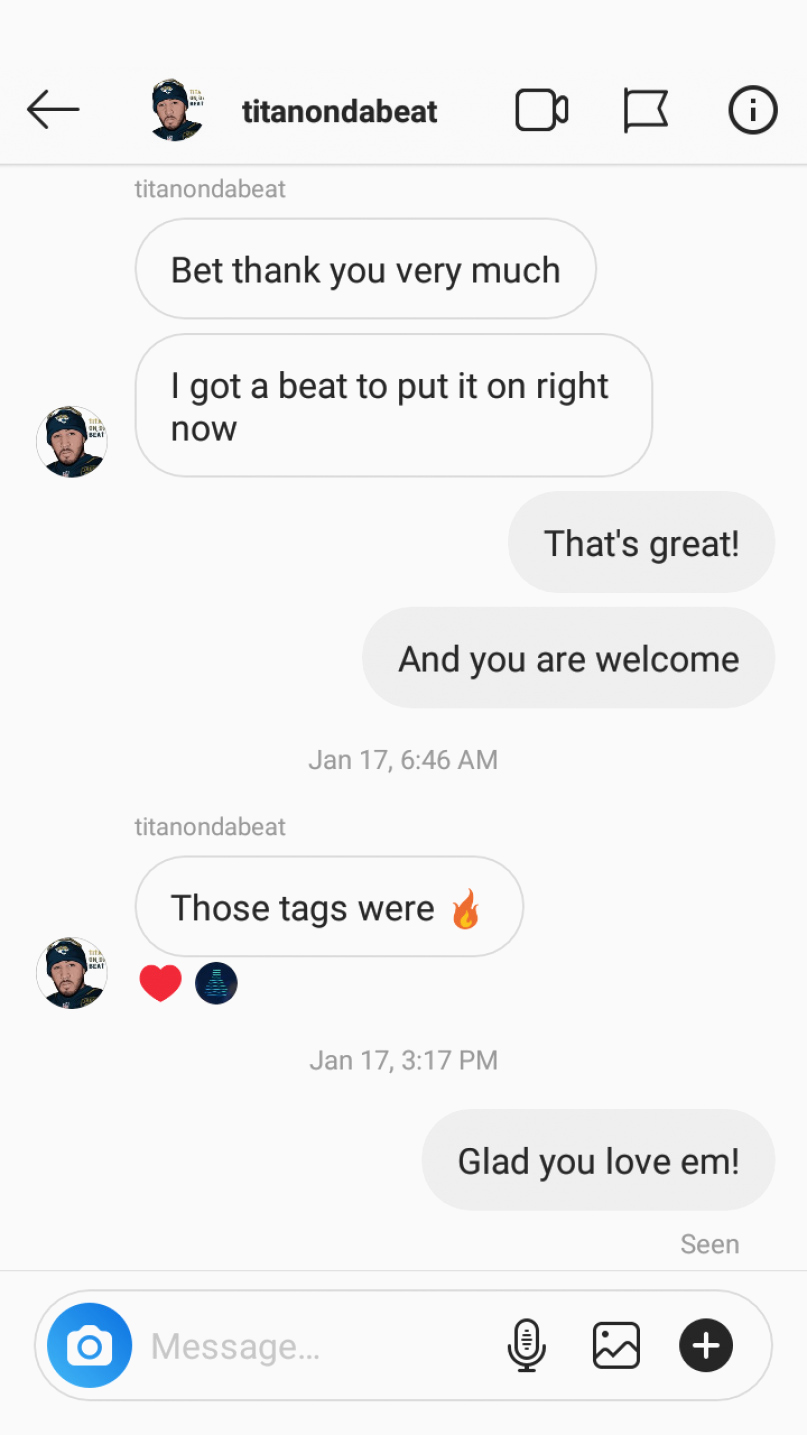 titanondabeat
titanondabeat
Bet thank you very much
I got a beat to put it on right
now
That's great!
And you are welcome
Jan 17, 6:46 AM
titanondabeat
Those tags were 🔥
Jan 17, 3:17 PM
Glad you love em!
Seen
Message...